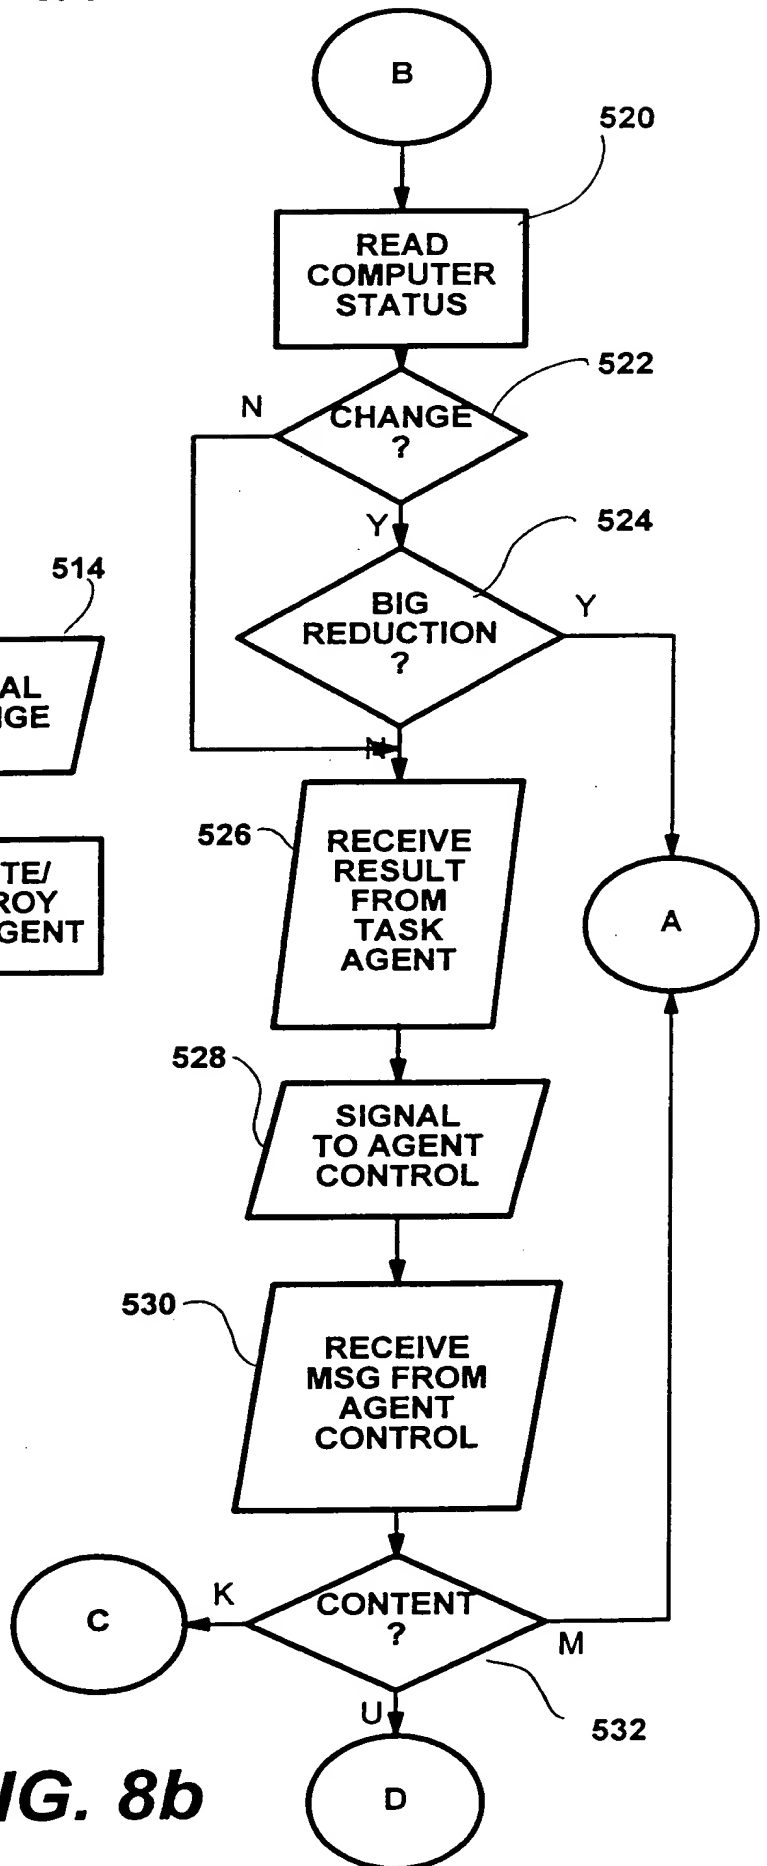 B
520
READ
COMPUTER
STATUS
522
N
CHANGE
?
Y
524
514
BIG
REDUCTION
?
Y
AL
IGE
N
526
RECEIVE
RESULT
FROM
TASK
AGENT
A
TE/
ROY
GENT
528
SIGNAL
TO AGENT
CONTROL
530
RECEIVE
MSG FROM
AGENT
CONTROL
K
CONTENT
?
C
M
U
532
D
IG. 8b